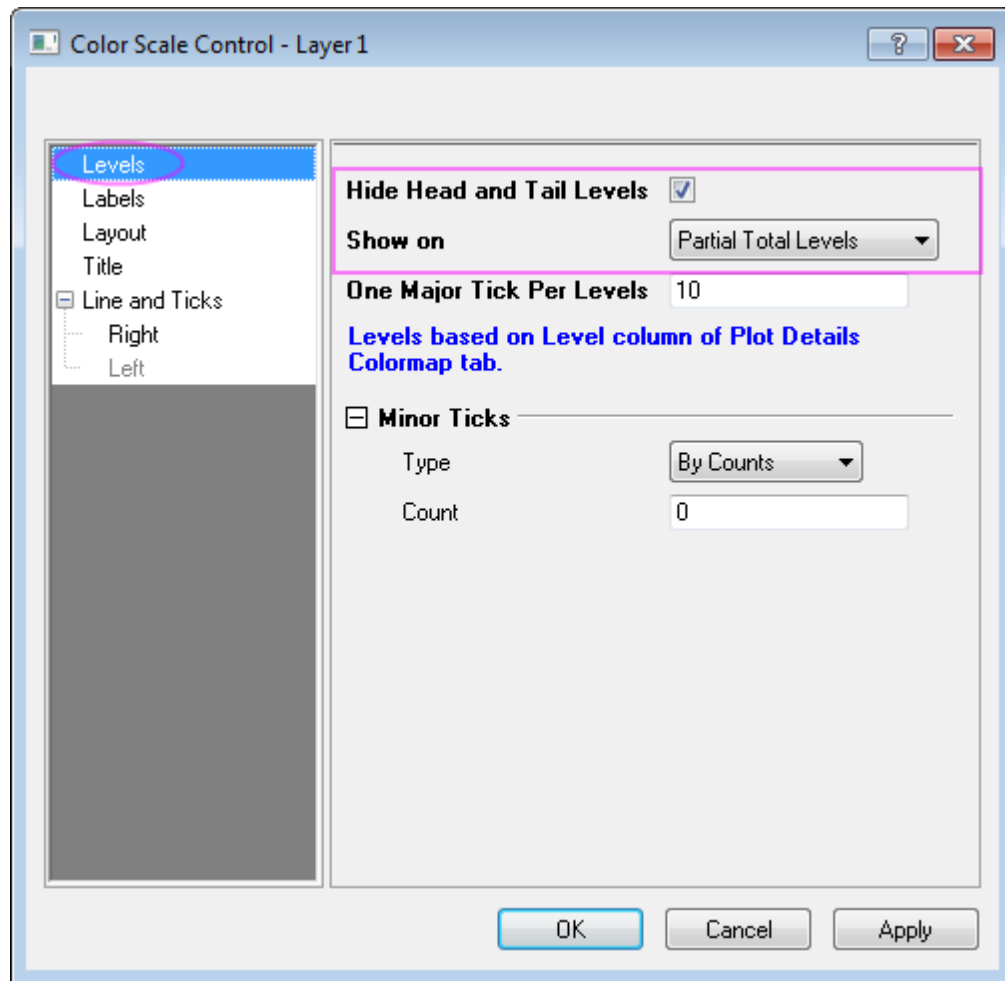 Color Scale Control - Layer 1
Levels
Labels
Layout
Title
Line and Ticks
Right
Left
Hide Head and Tail Levels
Show on Partial Total Levels
One Major Tick Per Levels 10
Levels based on Level column of Plot Details
Colormap tab.
Minor Ticks
Type By Counts
Count 0
OK Cancel Apply